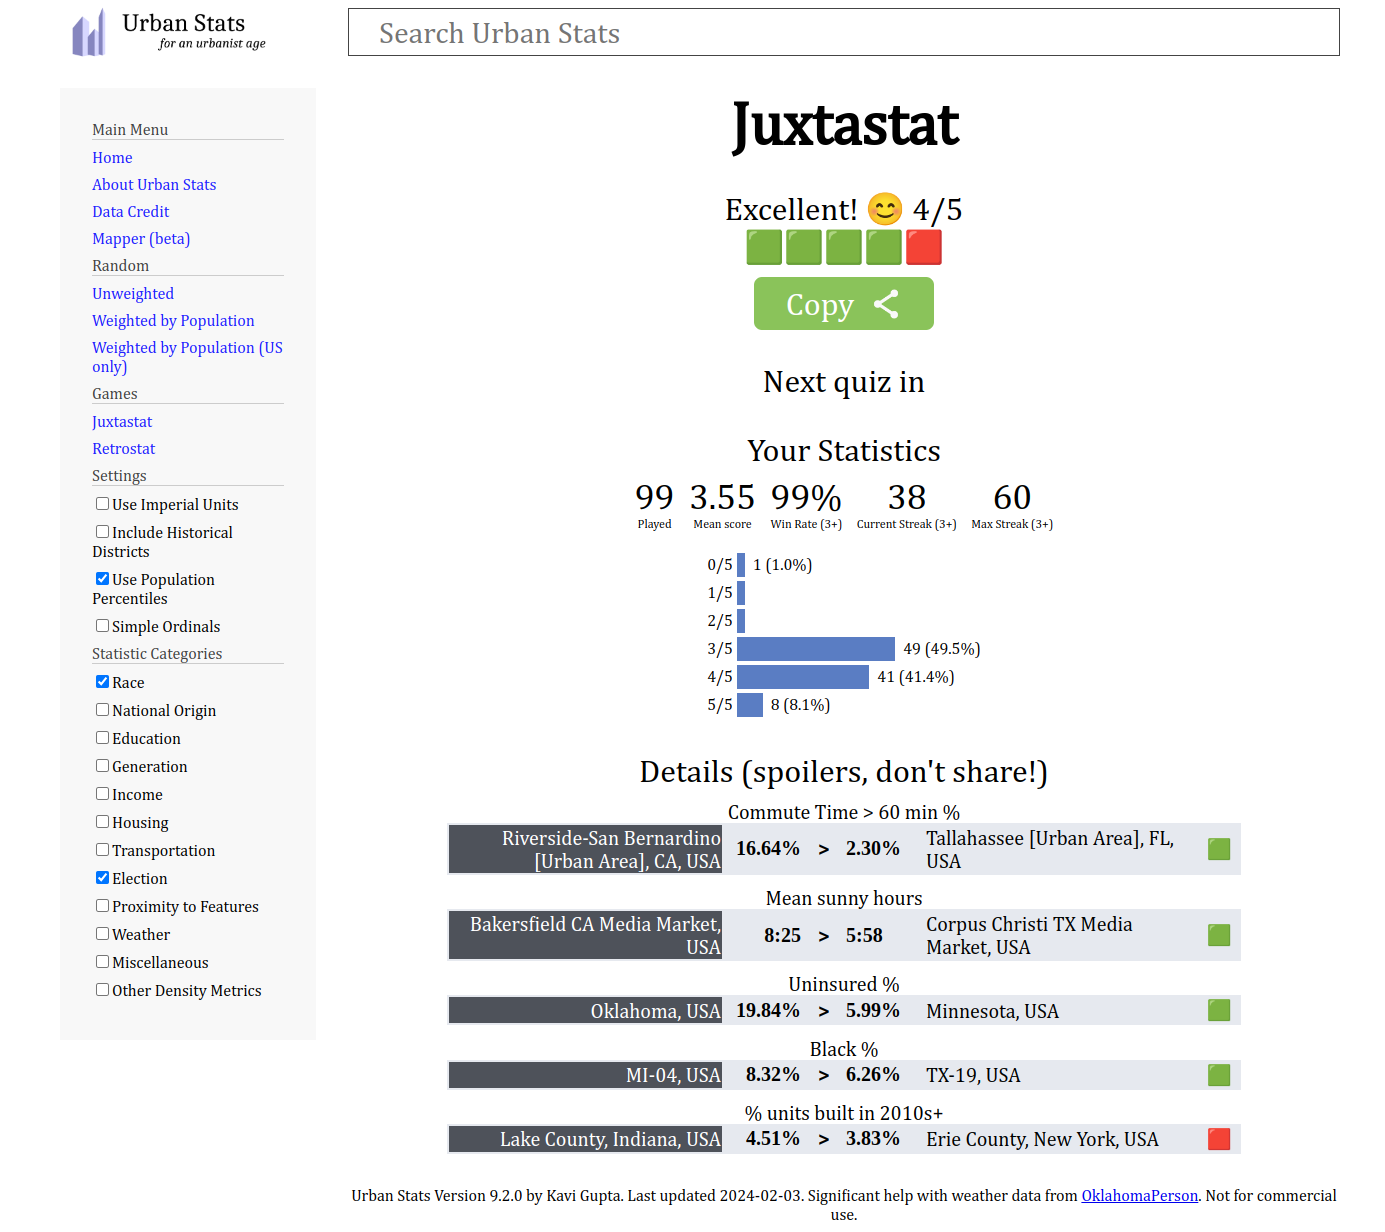 Urban Stats
for an urbanist age
Search Urban Stats
Main Menu
Home
About Urban Stats
Data Credit
Mapper (beta)
Random
Unweighted
Weighted by Population
Weighted by Population (US
only)
Games
Juxtastat
Retrostat
Settings
Use Imperial Units
Include Historical
Districts
Use Population
Percentiles
Simple Ordinals
Statistic Categories
Race
National Origin
Education
Generation
Income
Housing
Transportation
Election
Proximity to Features
Weather
Miscellaneous
Other Density Metrics
Juxtastat
Excellent! 😊 4/5
🟩🟩🟩🟩🟥
Copy
Next quiz in
Your Statistics
99 3.55 99% 38 60
Played Mean score Win Rate (3+) Current Streak (3+) Max Streak (3+)
0/5 1 (1.0%)
1/5
2/5
3/5 49 (49.5%)
4/5 41 (41.4%)
5/5 8 (8.1%)
Details (spoilers, don't share!)
Commute Time > 60 min %
Riverside-San Bernardino
[Urban Area], CA, USA
16.64% > 2.30%
Tallahassee [Urban Area], FL,
USA
Mean sunny hours
Bakersfield CA Media Market,
USA
8:25 > 5:58
Corpus Christi TX Media
Market, USA
Uninsured %
Oklahoma, USA 19.84% > 5.99% Minnesota, USA
Black %
MI-04, USA 8.32% > 6.26% TX-19, USA
% units built in 2010s+
Lake County, Indiana, USA 4.51% > 3.83% Erie County, New York, USA
Urban Stats Version 9.2.0 by Kavi Gupta. Last updated 2024-02-03. Significant help with weather data from OklahomaPerson. Not for commercial
use.